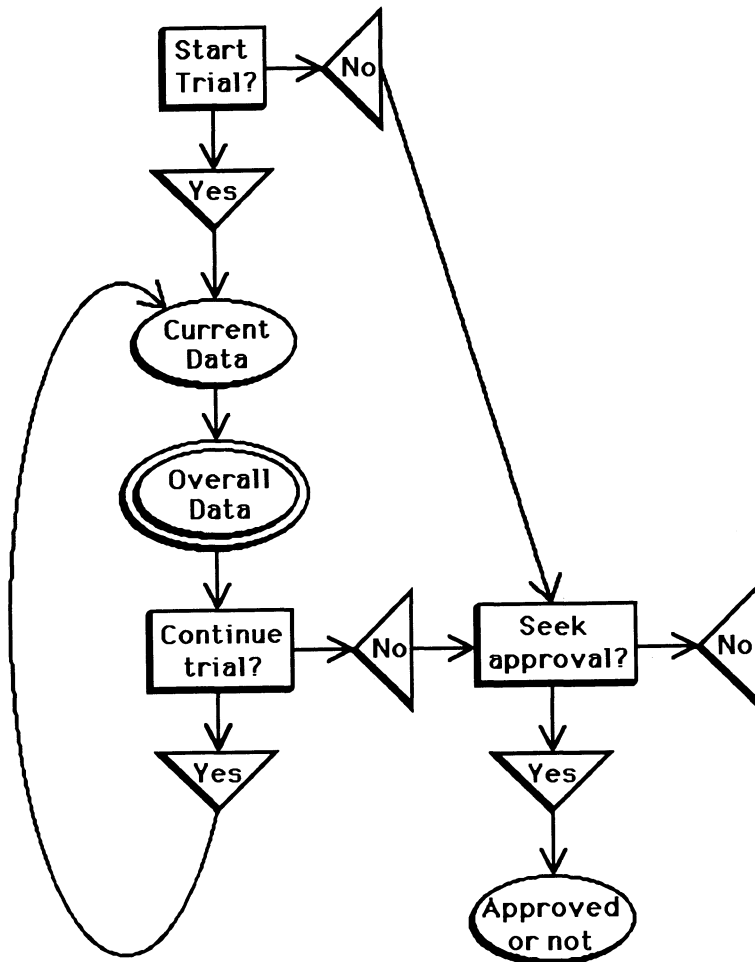 Start
Trial?
No
Yes
Current
Data
Overall
Data
Continue
trial?
No
Seek
approval?
No
Yes
Yes
Approved
or not